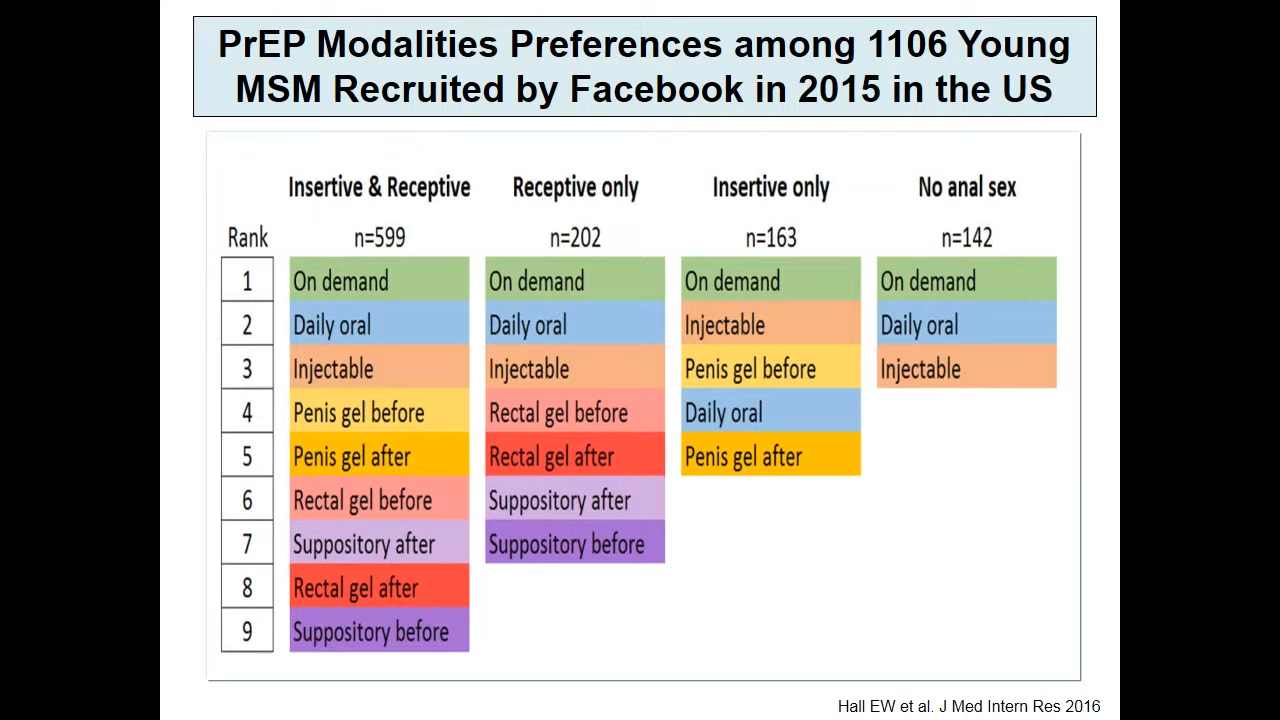 PrEP Modalities Preferences among 1106 Young
MSM Recruited by Facebook in 2015 in the US
Insertive & Receptive Receptive only Insertive only No anal sex
Rank n=599 n=202 n=163 n=142
1 On demand On demand On demand On demand
2 Daily oral Daily oral Injectable Daily oral
3 Injectable Injectable Penis gel before Injectable
4 Penis gel before Rectal gel before Daily oral
5 Penis gel after Rectal gel after Penis gel after
6 Rectal gel before Suppository after
7 Suppository after Suppository before
8 Rectal gel after
9 Suppository before
Hall EW et al. J Med Intern Res 2016